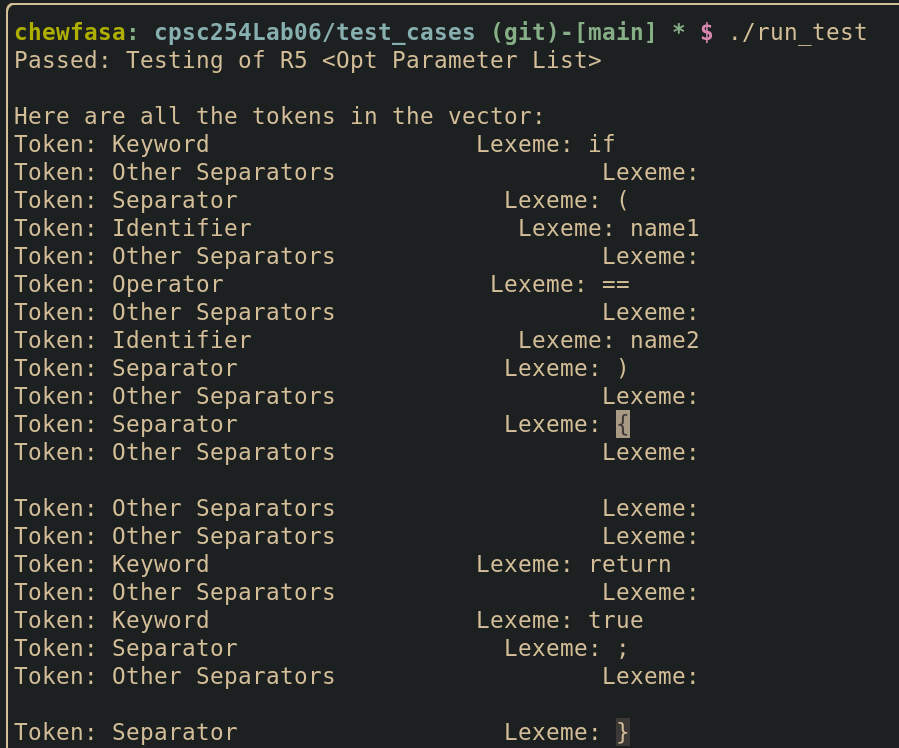 chewfasa: cpsc254Lab06/test_cases (git)-[main] * $ ./run_test
Passed: Testing of R5 <Opt Parameter List>
Here are all the tokens in the vector:
Token: Keyword                   Lexeme: if
Token: Other Separators                   Lexeme:
Token: Separator                   Lexeme: (
Token: Identifier                   Lexeme: name1
Token: Other Separators                   Lexeme:
Token: Operator                   Lexeme: ==
Token: Other Separators                   Lexeme:
Token: Identifier                   Lexeme: name2
Token: Separator                   Lexeme: )
Token: Other Separators                   Lexeme:
Token: Separator                   Lexeme: {
Token: Other Separators                   Lexeme:
Token: Other Separators                   Lexeme:
Token: Other Separators                   Lexeme:
Token: Keyword                   Lexeme: return
Token: Other Separators                   Lexeme:
Token: Keyword                   Lexeme: true
Token: Separator                   Lexeme: ;
Token: Other Separators                   Lexeme:
Token: Separator                   Lexeme: }